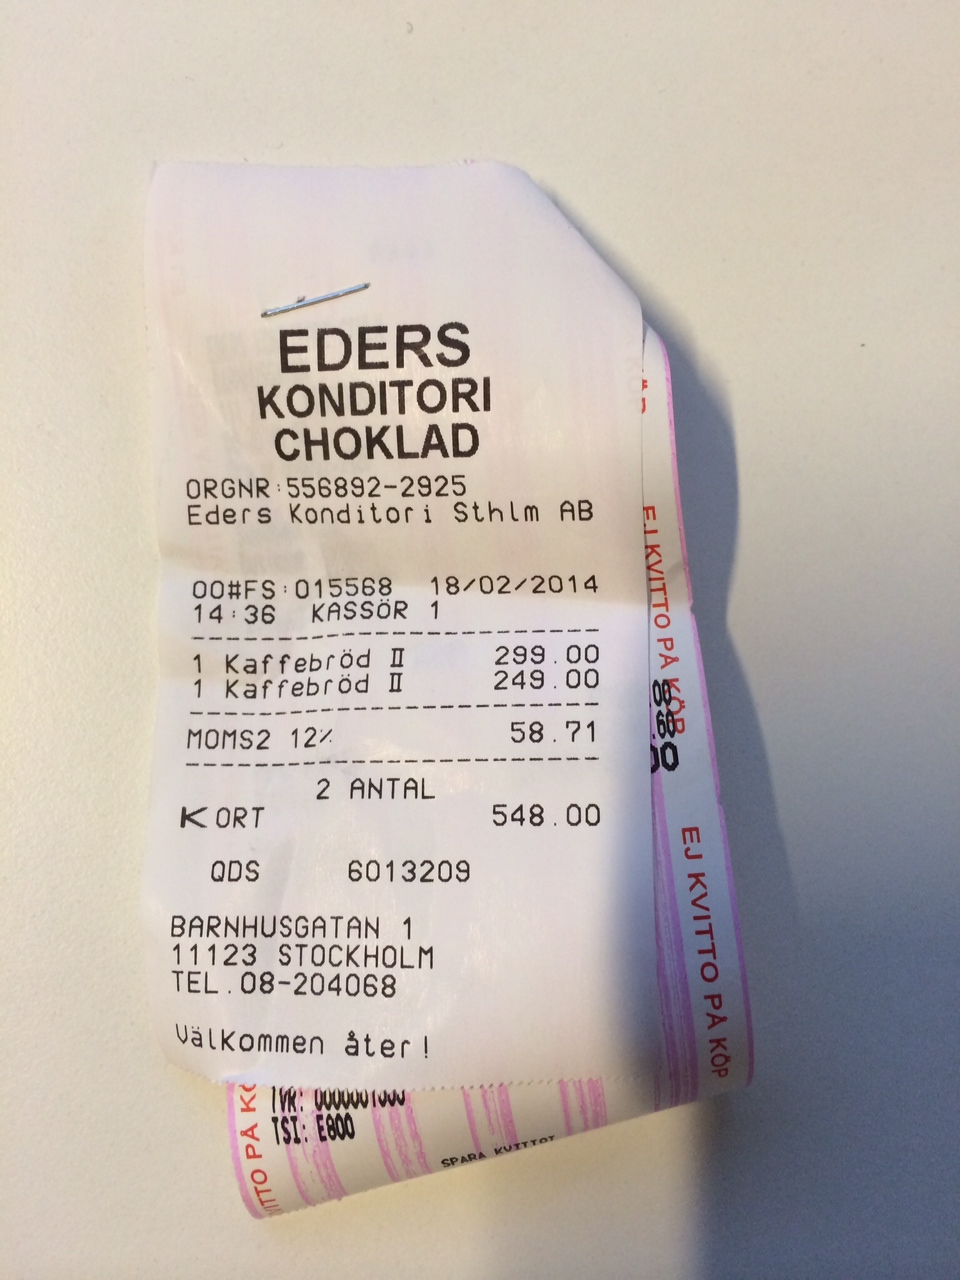 EDERS
KONDITORI
CHOKLAD
ORGNR:556892-2925
Eders Konditori Sthlm AB
00#FS:015568 18/02/2014
14:36 KASSÖR 1
1 Kaffebröd II 299.00
1 Kaffebröd II 249.00
MOMS2 12% 58.71
2 ANTAL
KORT 548.00
QDS 6013209
BARNHUSGATAN 1
11123 STOCKHOLM
TEL.08-204068
Välkommen åter!
EJ KVITTO PÅ KÖP
EJ KVITTO PÅ KÖP
TSI: E800
SPARA KVITTOT
PÅ